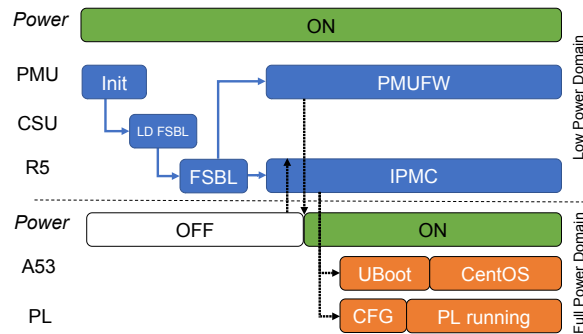 Power
ON
PMU
Init
PMUFW
CSU
LD FSBL
R5
FSBL
IPMC
Low Power Domain
Power
OFF
ON
A53
UBoot
CentOS
PL
CFG
PL running
Full Power Domain